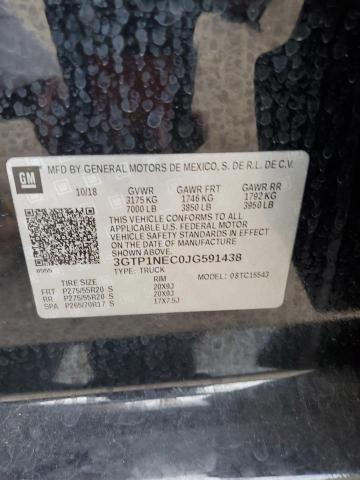 MFD BY GENERAL MOTORS DE MEXICO, S. DE R.L. DE C.V.
GM
10/18 GVWR GAWR FRT GAWR RR
3175 KG 1746 KG 1792 KG
7000 LB 3850 LB 3950 LB
THIS VEHICLE CONFORMS TO ALL
APPLICABLE U.S. FEDERAL MOTOR
VEHICLE SAFETY STANDARDS IN EFFECT
ON THE DATE OF MANUFACTURE
SHOWN ABOVE.
3GTP1NEC0JG591438
TYPE: TRUCK MODEL: 08TC15543
TIRE SIZE RIM
FRT P275/55R20 S 20X9J
RR P275/55R20 S 20X9J
SPA P265/70R17 S 17X7.5J